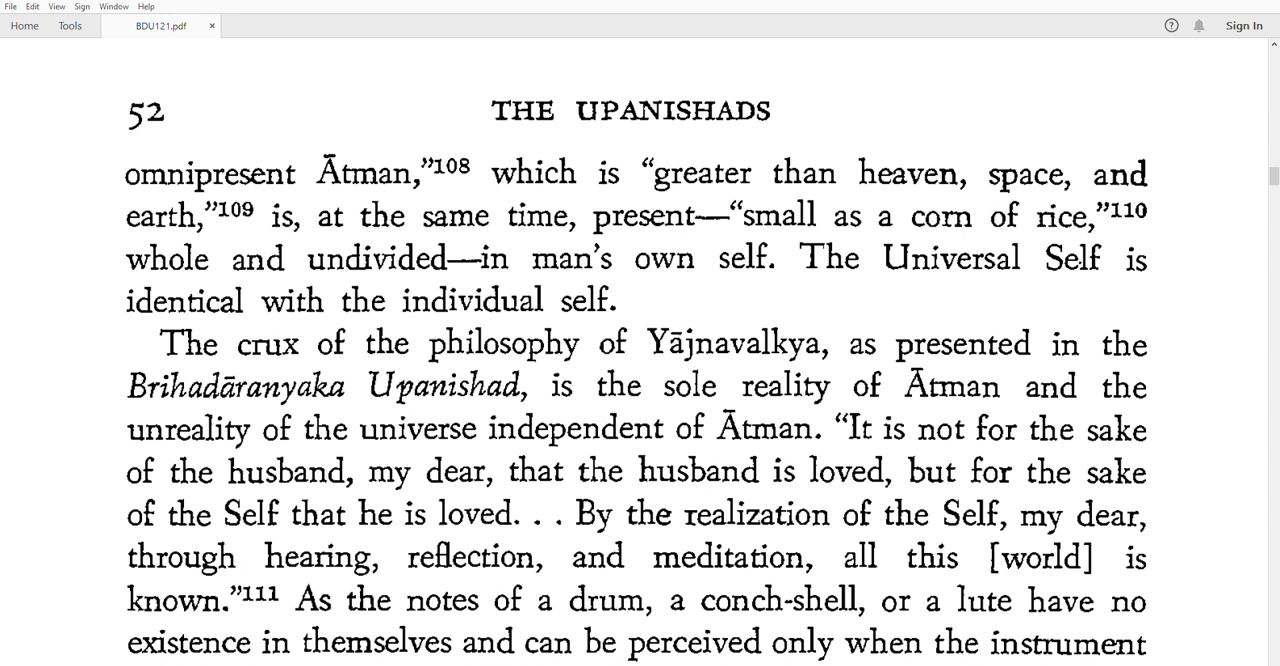 File Edit View Sign Window Help
Home Tools BDU121.pdf × ? Sign In
52 THE UPANISHADS
omnipresent Ātman,”108 which is “greater than heaven, space, and
earth,”109 is, at the same time, present—“small as a corn of rice,”110
whole and undivided—in man’s own self. The Universal Self is
identical with the individual self.
The crux of the philosophy of Yājnavalkya, as presented in the
Brihadāranyaka Upanishad, is the sole reality of Ātman and the
unreality of the universe independent of Ātman. “It is not for the sake
of the husband, my dear, that the husband is loved, but for the sake
of the Self that he is loved. . . . By the realization of the Self, my dear,
through hearing, reflection, and meditation, all this [world] is
known.”111 As the notes of a drum, a conch-shell, or a lute have no
existence in themselves and can be perceived only when the instrument